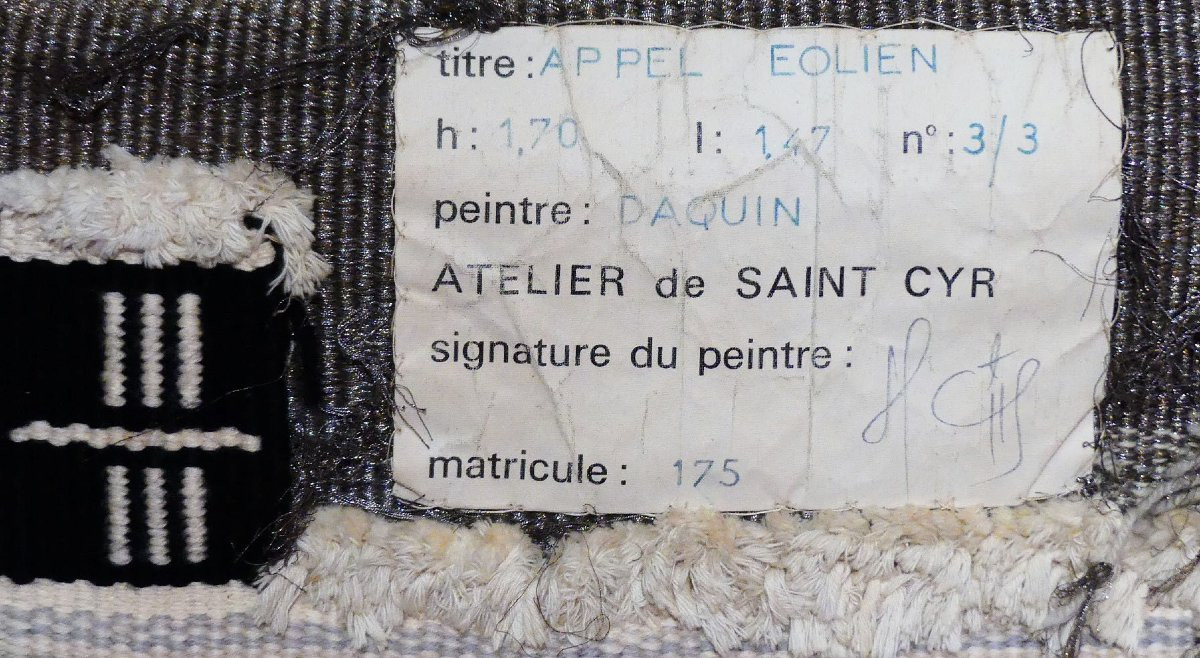 titre: APPEL EOLIEN
h: 1,70 l: 1,47 n°: 3/3
peintre: DAQUIN
ATELIER de SAINT CYR
signature du peintre:
matricule: 175